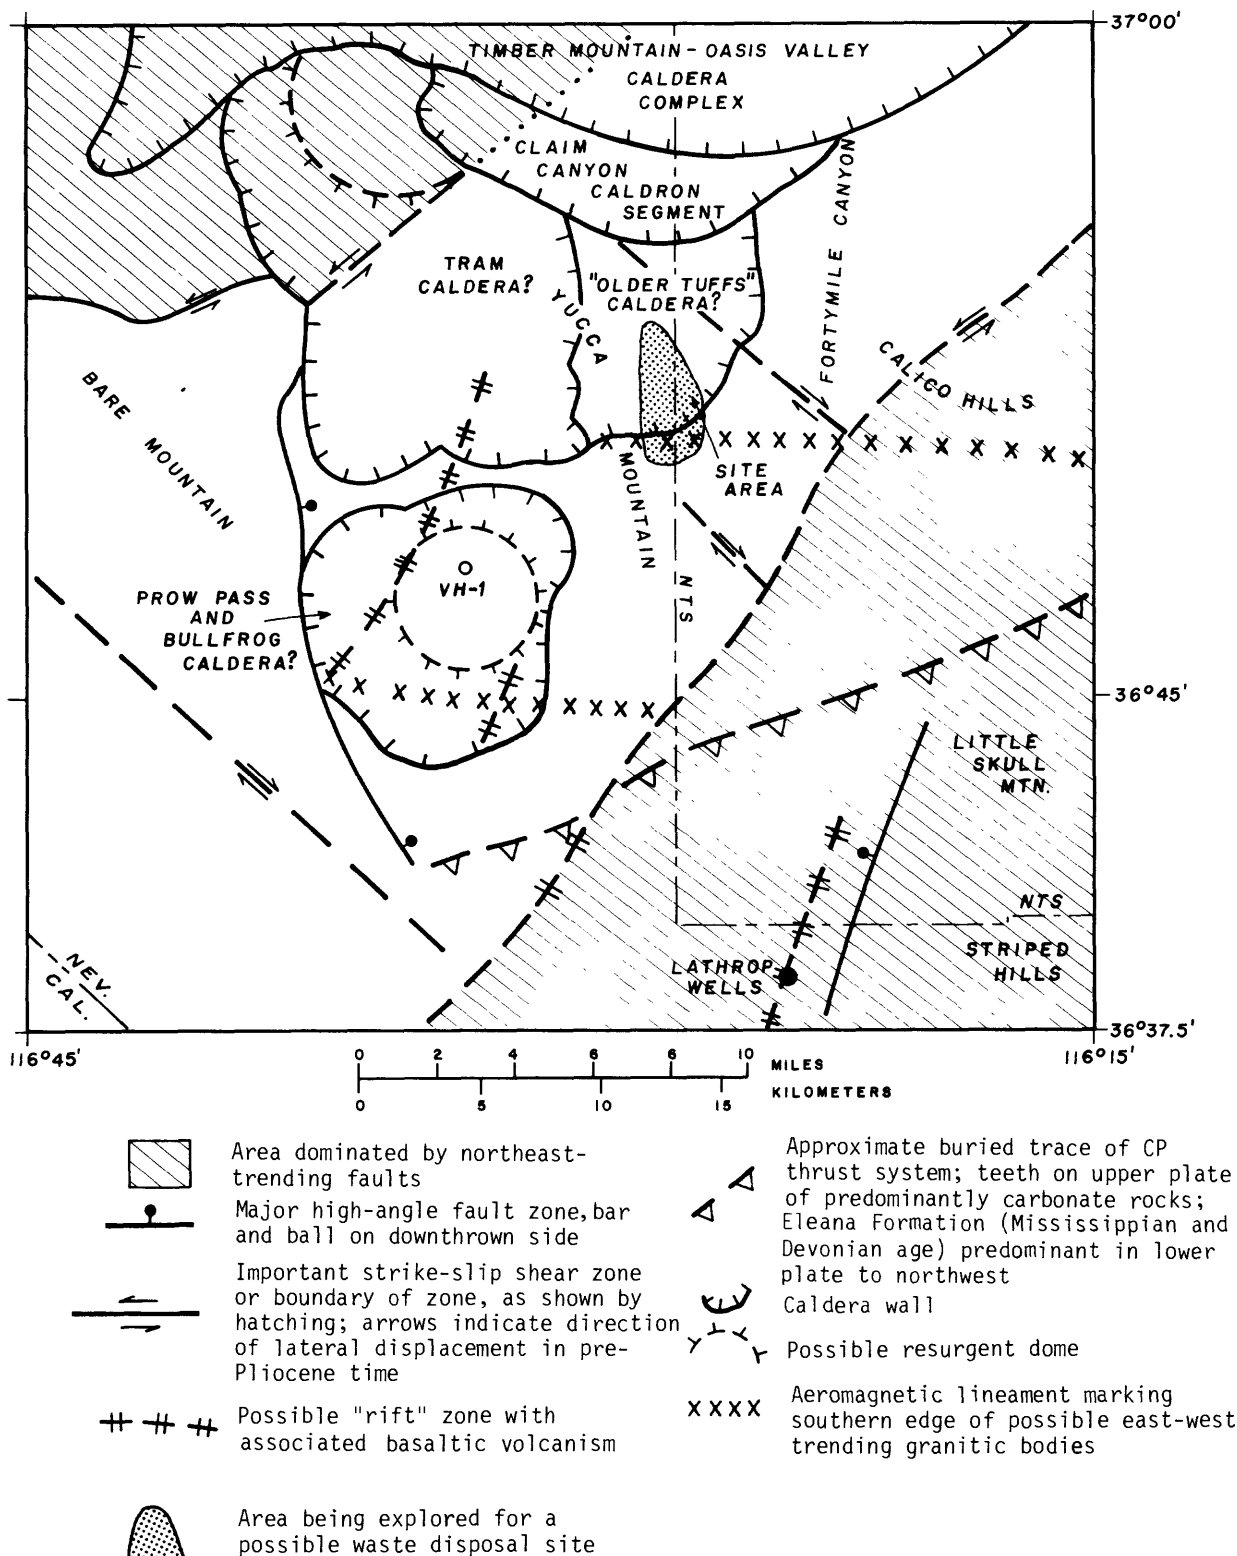 37°00'
TIMBER MOUNTAIN-OASIS VALLEY
CALDERA
COMPLEX
CLAIM
CANYON
CALDRON
SEGMENT
FORTYMILE CANYON
TRAM
CALDERA?
"OLDER TUFFS"
CALDERA?
YUCCA
MOUNTAIN
CALICO HILLS
BARE MOUNTAIN
SITE
AREA
VH-1
NTS
PROW PASS
AND
BULLFROG
CALDERA?
36°45'
LITTLE
SKULL
MTN.
NTS
STRIPED
HILLS
LATHROP
WELLS
NEV.
CAL.
36°37.5'
116°45'
116°15'
0 2 4 6 8 10
MILES
KILOMETERS
0 5 10 15
Area dominated by northeast-
trending faults
Major high-angle fault zone, bar
and ball on downthrown side
Important strike-slip shear zone
or boundary of zone, as shown by
hatching; arrows indicate direction
of lateral displacement in pre-
Pliocene time
Possible "rift" zone with
associated basaltic volcanism
Area being explored for a
possible waste disposal site
Approximate buried trace of CP
thrust system; teeth on upper plate
of predominantly carbonate rocks;
Eleana Formation (Mississippian and
Devonian age) predominant in lower
plate to northwest
Caldera wall
Possible resurgent dome
XXXX
Aeromagnetic lineament marking
southern edge of possible east-west
trending granitic bodies